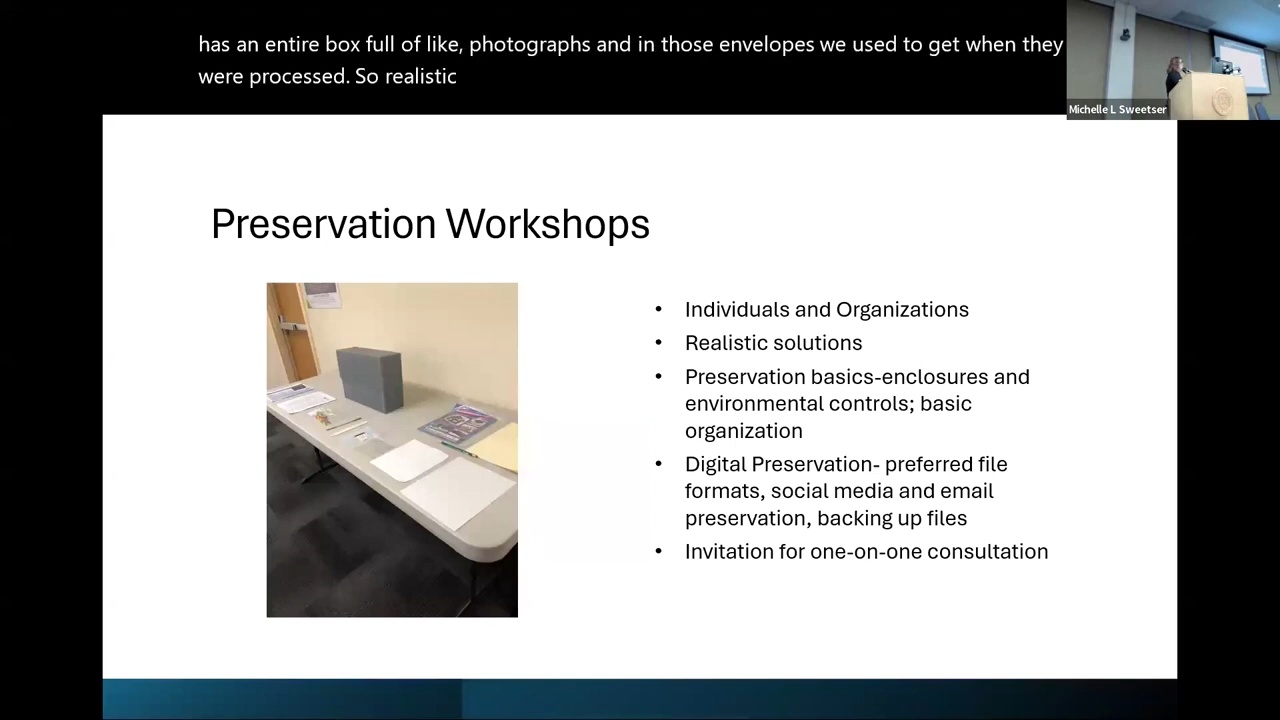 has an entire box full of like, photographs and in those envelopes we used to get when they
were processed. So realistic
Michelle L Sweetser
Preservation Workshops
• Individuals and Organizations
• Realistic solutions
• Preservation basics-enclosures and
environmental controls; basic
organization
• Digital Preservation- preferred file
formats, social media and email
preservation, backing up files
• Invitation for one-on-one consultation